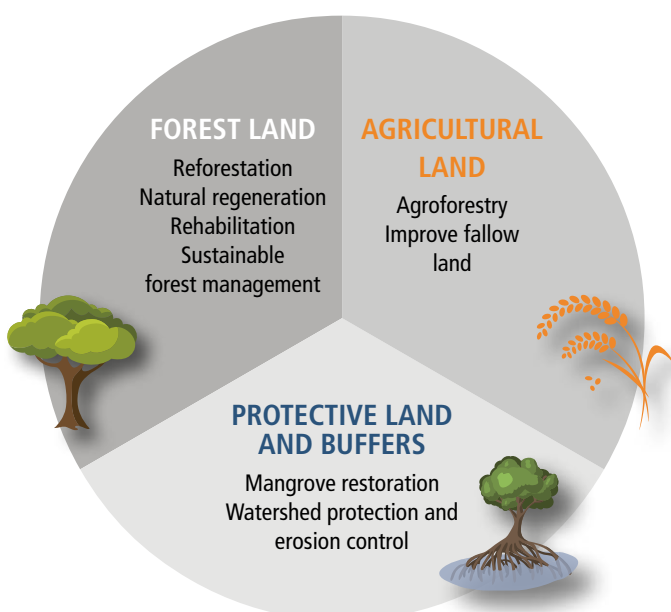 FOREST LAND
Reforestation
Natural regeneration
Rehabilitation
Sustainable
forest management
AGRICULTURAL
LAND
Agroforestry
Improve fallow
land
PROTECTIVE LAND
AND BUFFERS
Mangrove restoration
Watershed protection and
erosion control